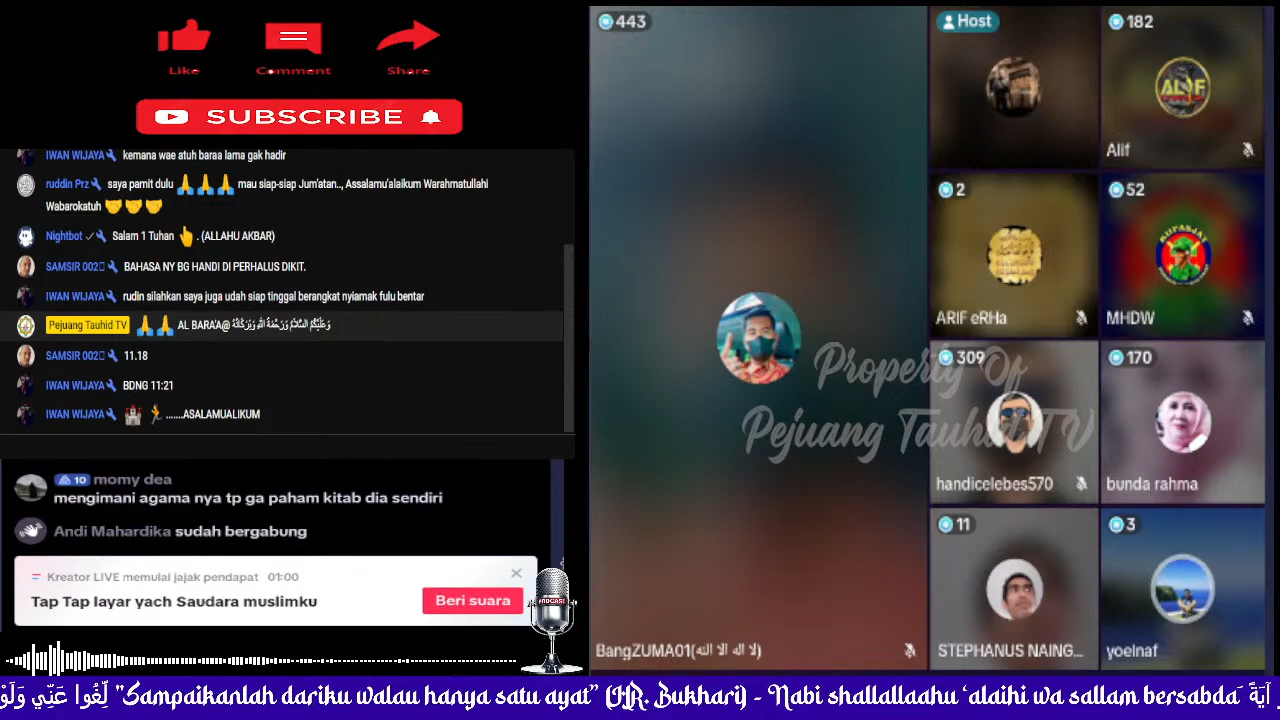 Like
Comment
Share
SUBSCRIBE
IWAN WIJAYA kemana wae atuh baraa lama gak hadir
ruddin Prz saya pamit dulu 🙏🙏🙏 mau siap-siap Jum'atan.., Assalamu'alaikum Warahmatullahi
Wabarokatuh 🤝🤝🤝
Nightbot ✓ Salam 1 Tuhan 👆. (ALLAHU AKBAR)
SAMSIR 002 BAHASA NY BG HANDI DI PERHALUS DIKIT.
IWAN WIJAYA rudin silahkan saya juga udah siap tinggal berangkat nyiamak fulu bentar
Pejuang Tauhid TV 🙏🙏 AL BARA'A@ وَعَلَيْكُمُ السَّلاَمُ وَرَحْمَةُ اللهِ وَبَرَكَاتُهُ
SAMSIR 002 11.18
IWAN WIJAYA BDNG 11:21
IWAN WIJAYA 🏰 🏃.......ASALAMUALIKUM
10 momy dea
mengimani agama nya tp ga paham kitab dia sendiri
Andi Mahardika sudah bergabung
Kreator LIVE memulai jajak pendapat 01:00
Tap Tap layar yach Saudara muslimku
Beri suara
PODCAST
443
BangZUMA01(لا اله الا الله)
Host
182
ALIF
Alif
2
ARIF eRHa
52
MHDW
309
handicelebes570
170
bunda rahma
11
STEPHANUS NAING...
3
yoelnaf
Property Of
Pejuang Tauhid TV
لِّغُوا عَنِّي وَلَوْ "Sampaikanlah dariku walau hanya satu ayat” (HR. Bukhari) - Nabi shallallaahu ‘alaihi wa sallam bersabda آيَةً